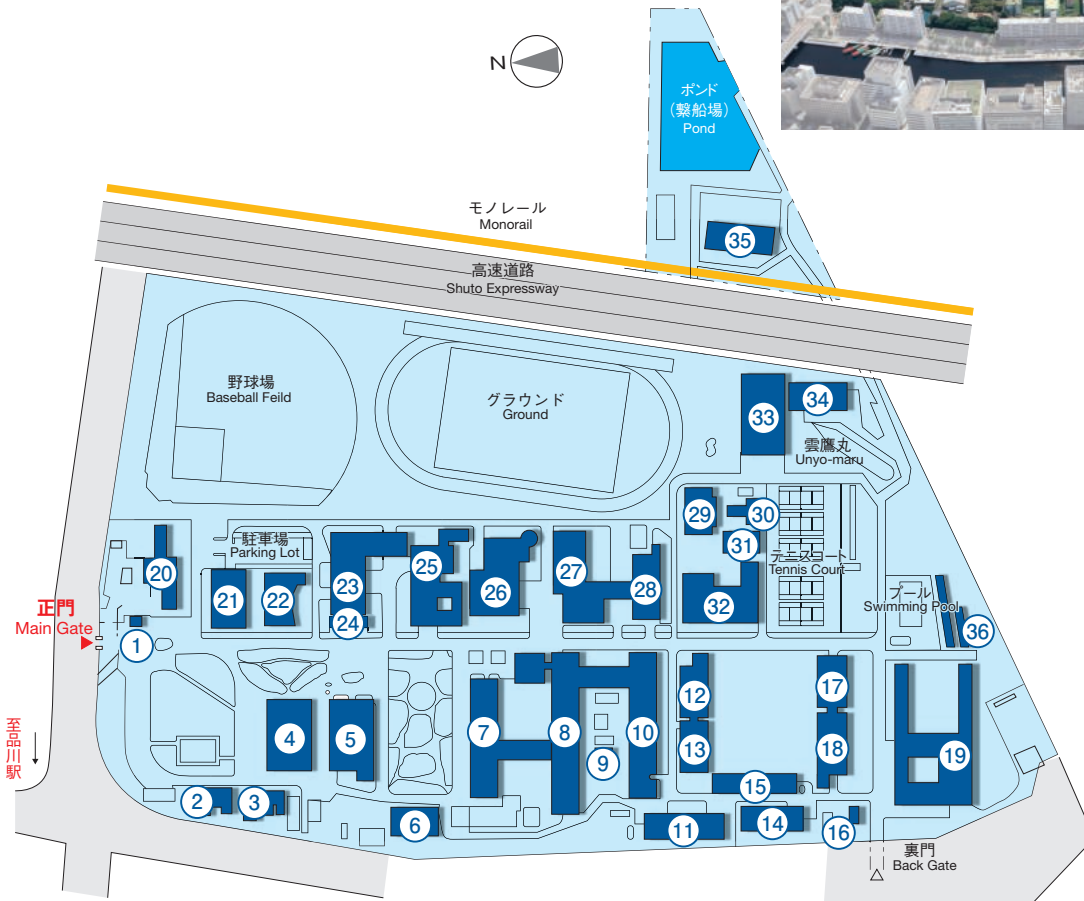 N
ポンド
(繋船場)
Pond
モノレール
Monorail
35
高速道路
Shuto Expressway
野球場
Baseball Feild
グラウンド
Ground
33
34
雲鷹丸
Unyo-maru
駐車場
Parking Lot
20
21
22
23
24
25
26
27
28
29
30
31
32
テニスコート
Tennis Court
プール
Swimming Pool
36
正門
Main Gate
1
至品川駅
2
3
4
5
6
7
8
9
10
11
12
13
14
15
16
17
18
19
裏門
Back Gate